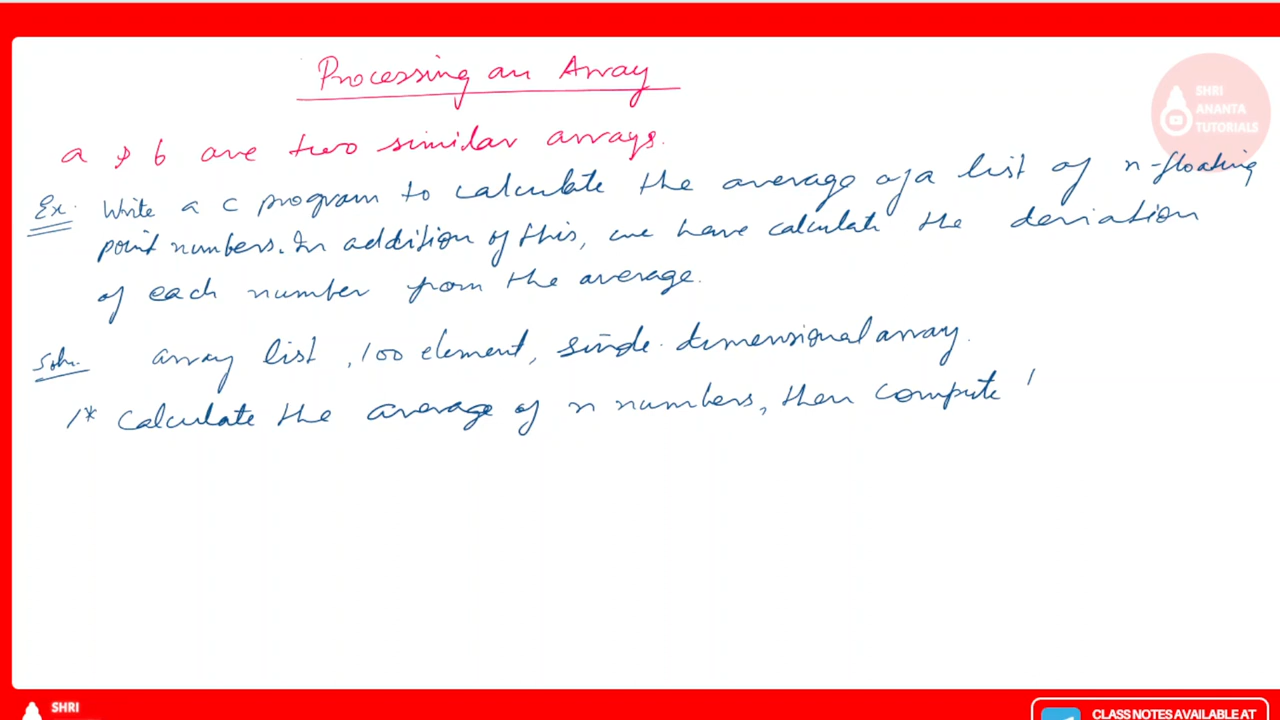 Processing an Array
SHRI
ANANTA
TUTORIALS
a & b are two similar arrays.
Ex. Write a c program to calculate the average of a list of n-floating
point numbers. In addition of this, we have calculate the deviation
of each number from the average.
Soln. array list, 100 element, single-dimensional array.
/* Calculate the average of n numbers, then compute
SHRI
CLASS NOTES AVAILABLE AT